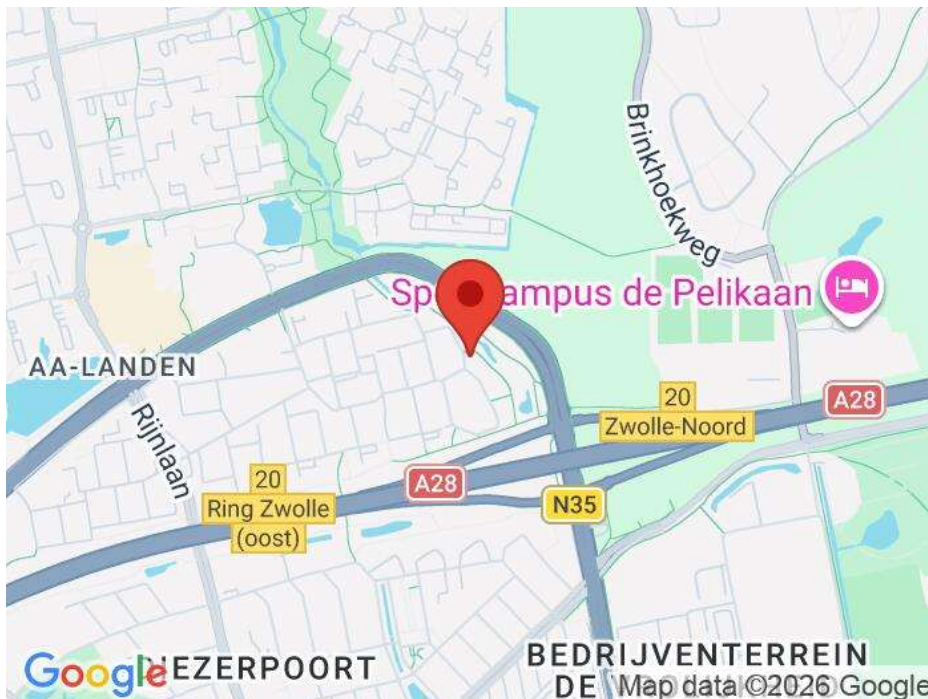 Brinkhoekweg
Sp
ampus de Pelikaan
AA-LANDEN
Rijnlaan
20
Zwolle-Noord
A28
20
Ring Zwolle
(oost)
A28
N35
Google
IEZERPOORT
BEDRIJVENTERREIN
DE
Map data ©2026 Google